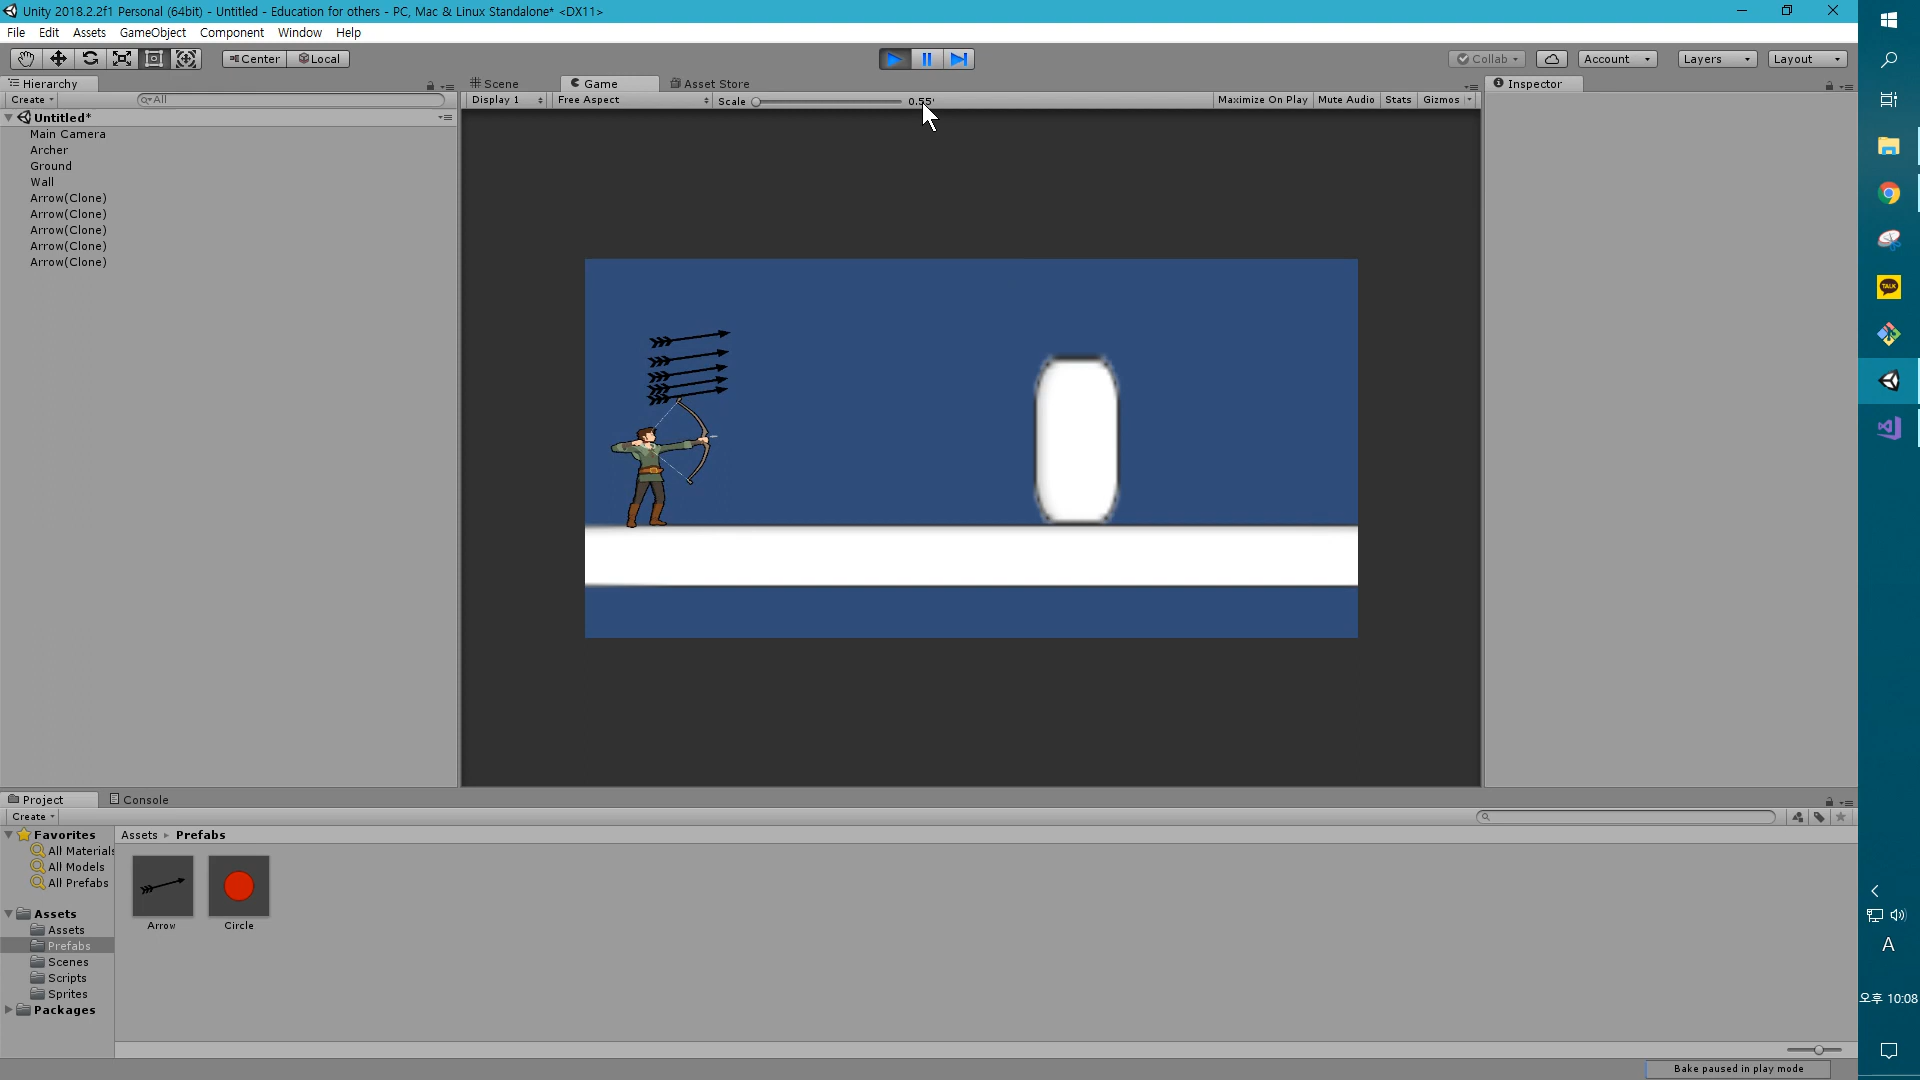 Unity 2018.2.2f1 Personal (64bit) - Untitled - Education for others - PC, Mac & Linux Standalone* <DX11>
File Edit Assets GameObject Component Window Help
Center Local Collab Account Layers Layout
Hierarchy Scene Game Asset Store Inspector
Create All Display 1 Free Aspect Scale Maximize On Play Mute Audio Stats Gizmos
Untitled*
Main Camera
Archer
Ground
Wall
Arrow(Clone)
Arrow(Clone)
Arrow(Clone)
Arrow(Clone)
Arrow(Clone)
TALK
Project Console
Create
Favorites Assets Prefabs
All Materials
All Models
All Prefabs
Arrow Circle
Assets
Assets
Prefabs
Scenes
Scripts
Sprites
Packages
A
오후 10:08
Bake paused in play mode